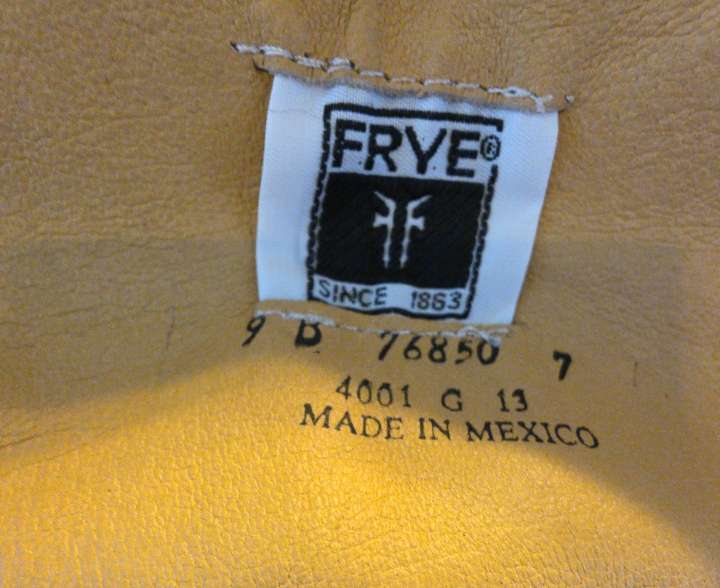 FRYE®
SINCE 1863
9 B 76850 7
4001 G 13
MADE IN MEXICO